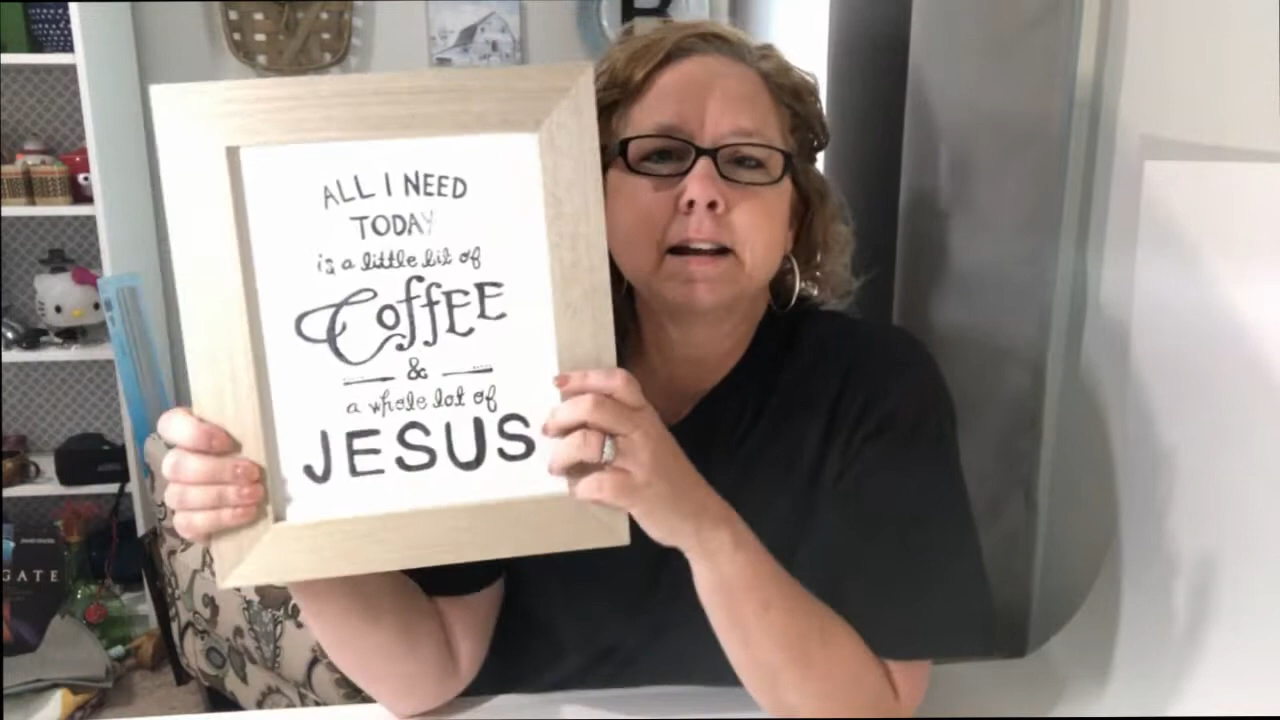 ALL I NEED
TODAY
is a little bit of
COFFEE
&
a whole lot of
JESUS
GATE